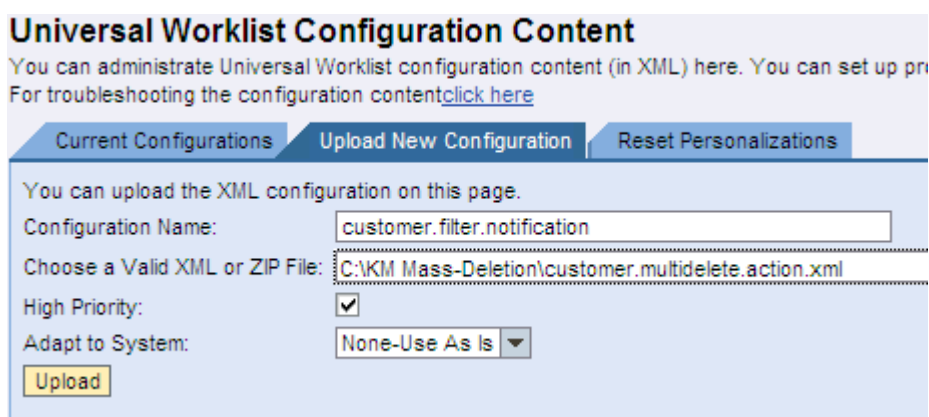 Universal Worklist Configuration Content
You can administrate Universal Worklist configuration content (in XML) here. You can set up pr
For troubleshooting the configuration contentclick here
Current Configurations Upload New Configuration Reset Personalizations
You can upload the XML configuration on this page.
Configuration Name: customer.filter.notification
Choose a Valid XML or ZIP File: C:\KM Mass-Deletion\customer.multidelete.action.xml
High Priority:
Adapt to System: None-Use As Is
Upload